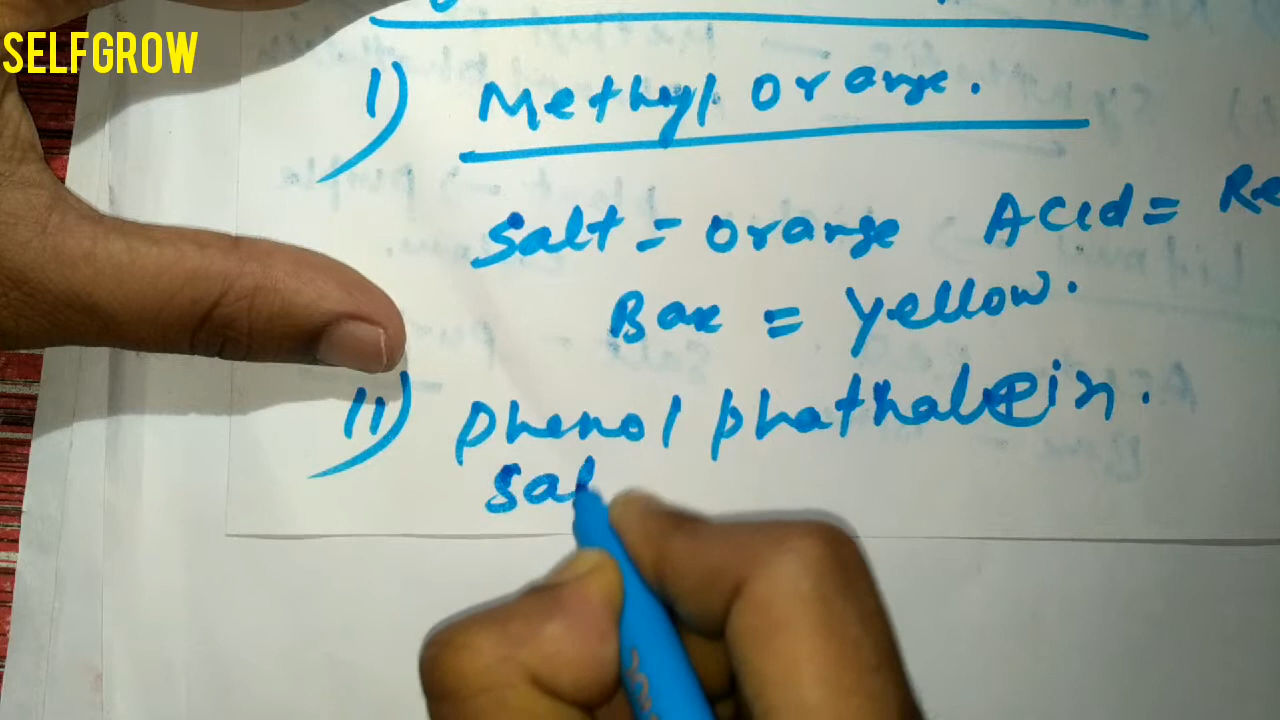 SELFGROW
I) Methyl orange.
Salt = orange Acid = Re
Base = yellow.
II) phenol phathalein.
Sal